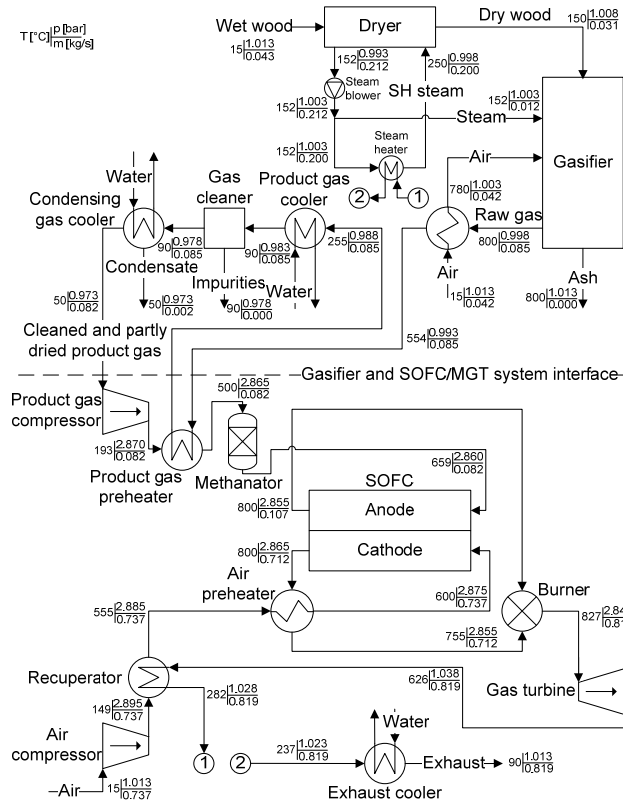 T [°C] p [bar]
m [kg/s]
Wet wood
15 1.013
0.043
Dryer
Dry wood
150 1.008
0.031
152 0.993
0.212
250 0.998
0.200
Steam
blower
SH steam
152 1.003
0.212
Steam
152 1.003
0.012
152 1.003
0.200
Steam
heater
2
1
Air
780 1.003
0.042
Gasifier
Water
Condensing
gas cooler
Gas
cleaner
Product gas
cooler
Raw gas
800 0.998
0.085
90 0.978
0.085
90 0.983
0.085
255 0.988
0.085
Condensate
Impurities
Water
Air
15 1.013
0.042
Ash
800 1.013
0.000
50 0.973
0.082
50 0.973
0.002
90 0.978
0.000
554 0.993
0.085
Cleaned and partly
dried product gas
Gasifier and SOFC/MGT system interface
Product gas
compressor
500 2.865
0.082
193 2.870
0.082
Product gas
preheater
Methanator
659 2.860
0.082
SOFC
800 2.855
0.107
Anode
800 2.865
0.712
Cathode
Air
preheater
600 2.875
0.737
Burner
555 2.885
0.737
755 2.855
0.712
827 2.84
0.81
Recuperator
626 1.038
0.819
Gas turbine
149 2.895
0.737
282 1.028
0.819
Air
compressor
Air
15 1.013
0.737
1
2
237 1.023
0.819
Water
Exhaust
90 1.013
0.819
Exhaust cooler